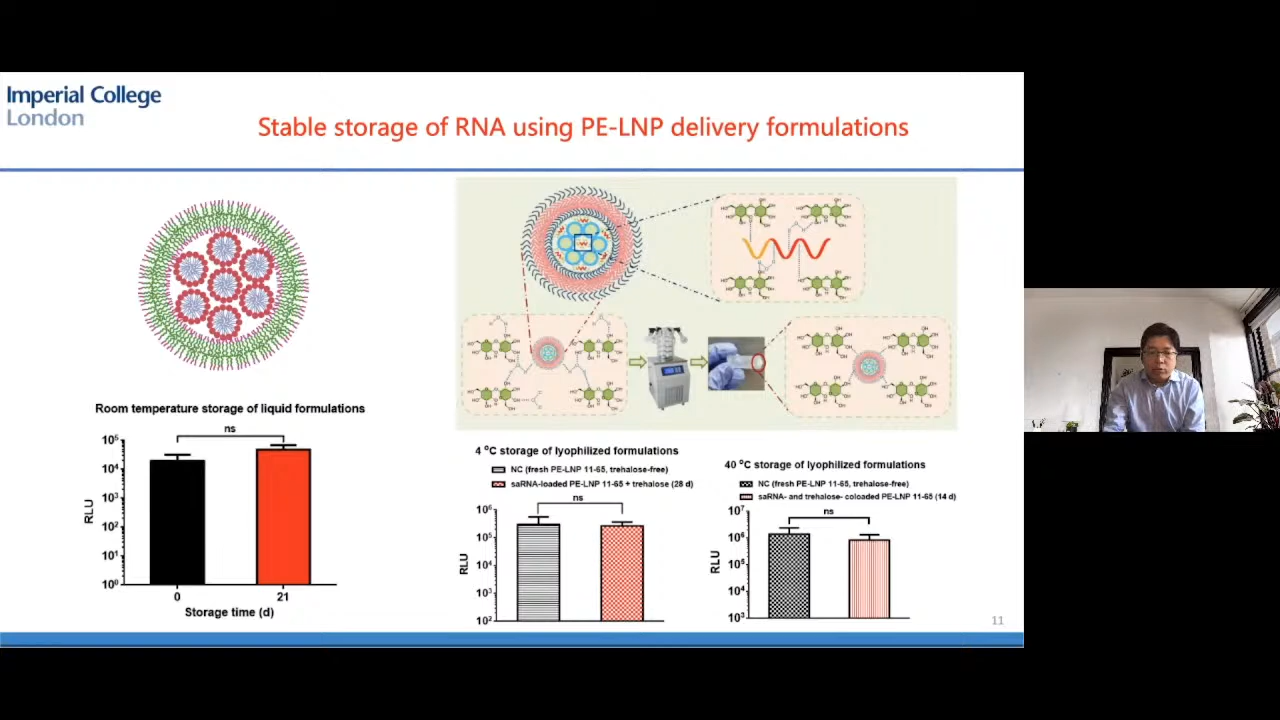 Imperial College
London
Stable storage of RNA using PE-LNP delivery formulations
Room temperature storage of liquid formulations
ns
10⁵
10⁴
10³
10²
10¹
10⁰
RLU
0
21
Storage time (d)
4 °C storage of lyophilized formulations
NC (fresh PE-LNP 11-65, trehalose-free)
saRNA-loaded PE-LNP 11-65 + trehalose (28 d)
ns
10⁶
10⁵
10⁴
10³
10²
RLU
40 °C storage of lyophilized formulations
NC (fresh PE-LNP 11-65, trehalose-free)
saRNA- and trehalose- coloaded PE-LNP 11-65 (14 d)
ns
10⁷
10⁶
10⁵
10⁴
10³
RLU
11